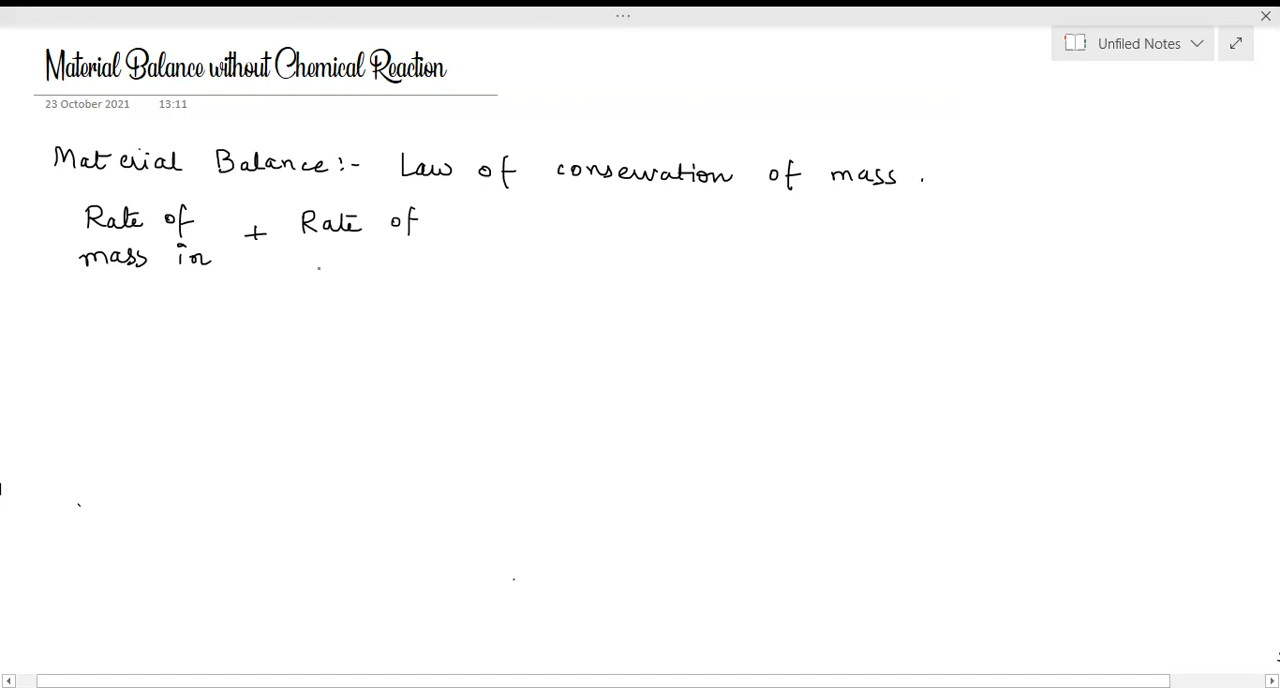 Unfiled Notes
Material Balance without Chemical Reaction
23 October 2021 13:11
Material Balance:- Law of conservation of mass.
Rate of + Rate of
mass in